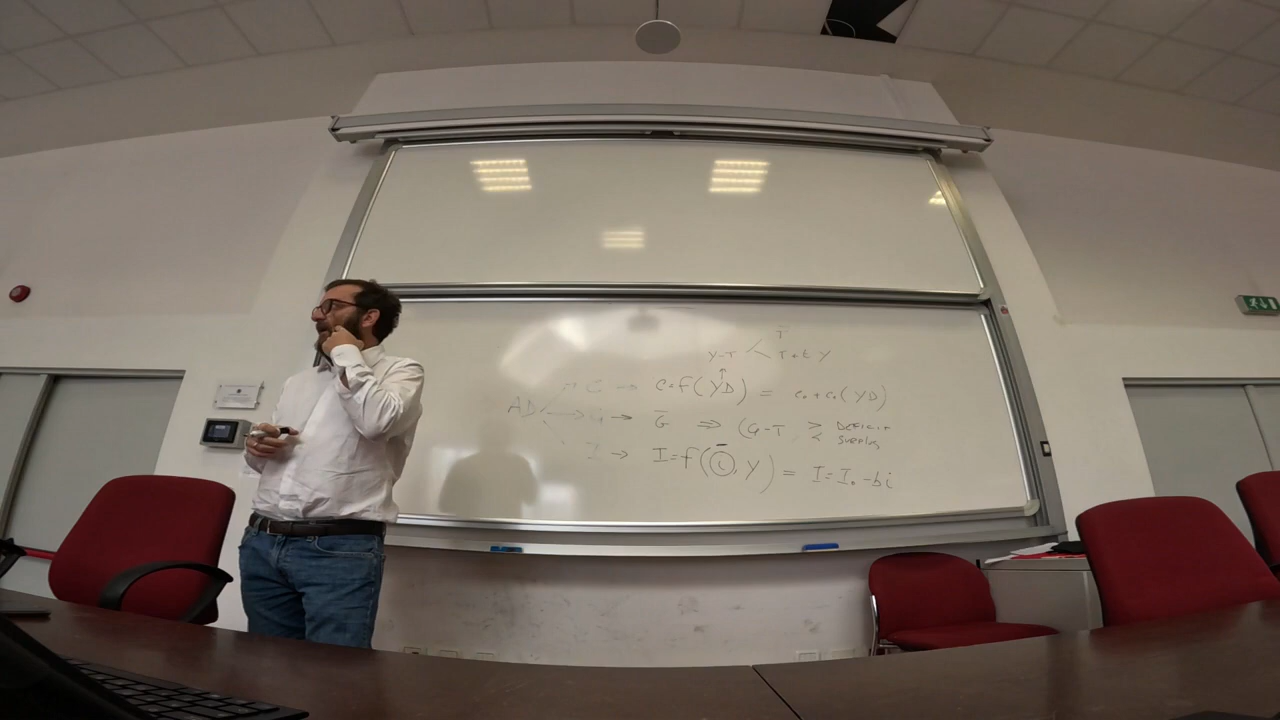 T̄
Y-T < T+tY
AD → C → C=f(YD) = c₀+c₁(YD)
→ G → Ḡ ⇒ (G-T > DEFICIT
< SURPLUS
I → I=f(i, Y) = I=I₀-bi